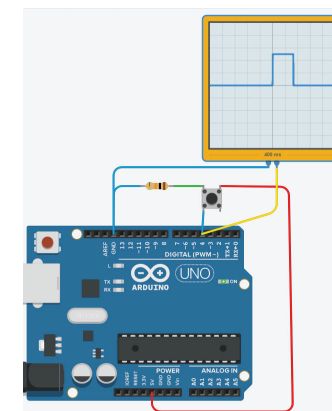 400 ms
AREF
GND
13
12
~11
~10
~9
8
7
~6
~5
4
~3
2
TX→1
RX←0
DIGITAL (PWM~)
L
TX
RX
UNO
ON
ARDUINO
POWER
ANALOG IN
IOREF
RESET
3.3V
5V
GND
GND
Vin
A0
A1
A2
A3
A4
A5